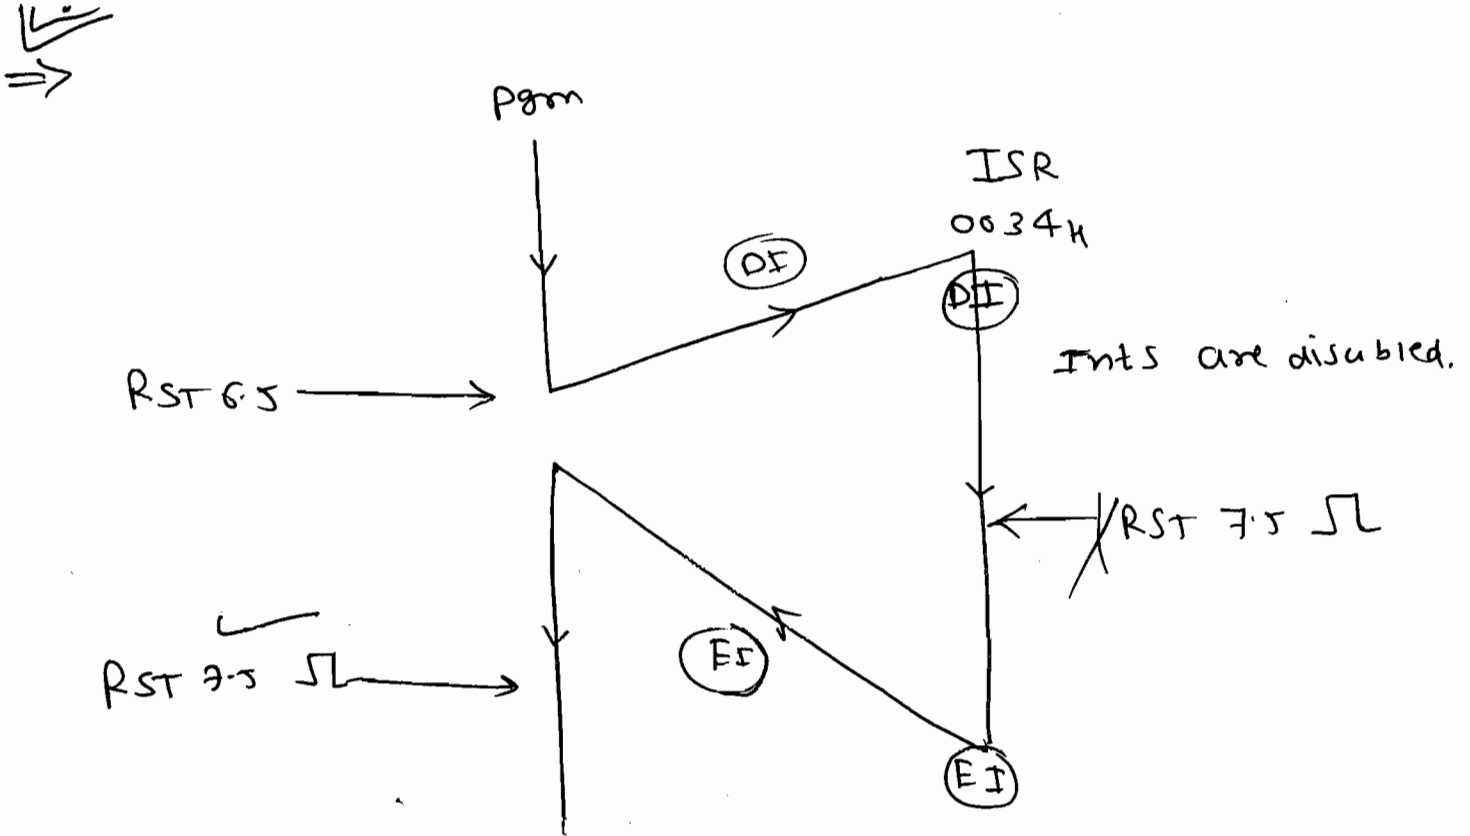 ⇒
Pgm
ISR
0034H
DI
DI
Ints are disabled.
RST 6.5
RST 7.5
EI
RST 7.5
EI